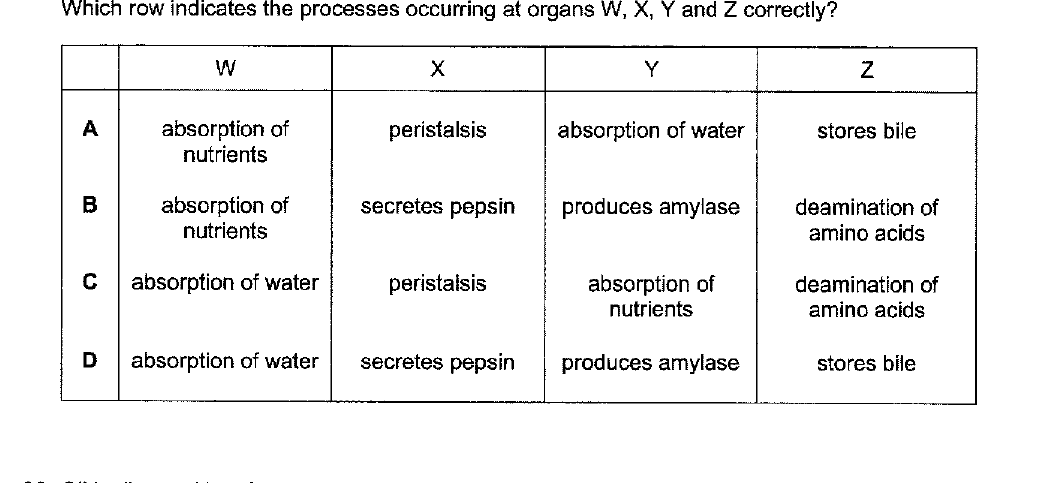 Which row indicates the processes occurring at organs W, X, Y and Z correctly?
W X Y Z
A absorption of nutrients peristalsis absorption of water stores bile
B absorption of nutrients secretes pepsin produces amylase deamination of amino acids
C absorption of water peristalsis absorption of nutrients deamination of amino acids
D absorption of water secretes pepsin produces amylase stores bile